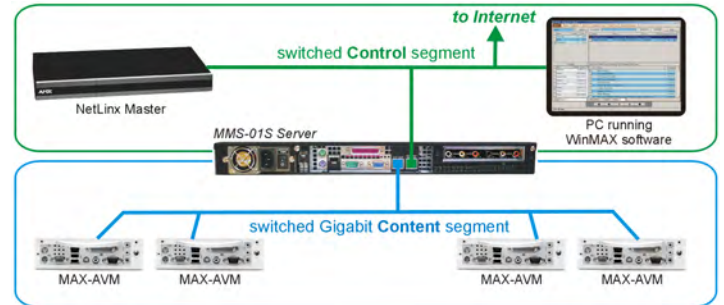 to Internet
switched Control segment
AMX
NetLinx Master
PC running
WinMAX software
MMS-01S Server
switched Gigabit Content segment
MAX-AVM
MAX-AVM
MAX-AVM
MAX-AVM